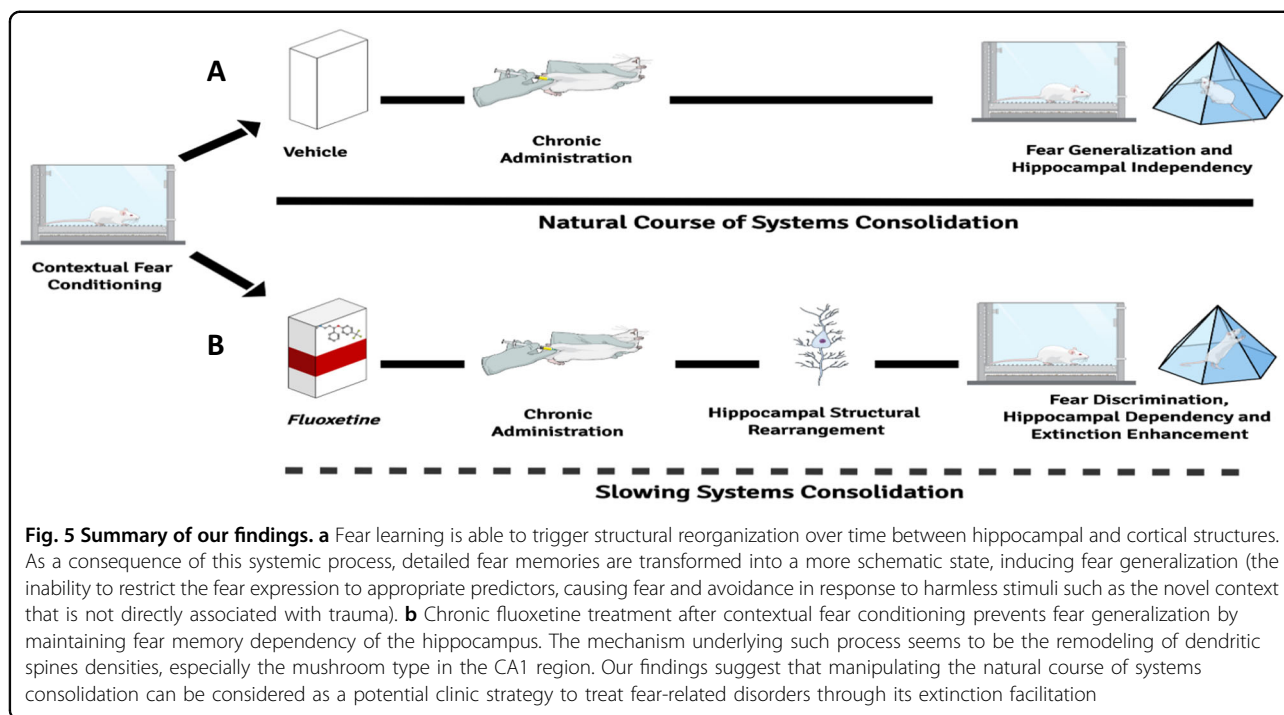 A
Vehicle
Chronic
Administration
Fear Generalization and
Hippocampal Independency
Natural Course of Systems Consolidation
Contextual Fear
Conditioning
B
Fluoxetine
Chronic
Administration
Hippocampal Structural
Rearrangement
Fear Discrimination,
Hippocampal Dependency and
Extinction Enhancement
Slowing Systems Consolidation
Fig. 5 Summary of our findings. a Fear learning is able to trigger structural reorganization over time between hippocampal and cortical structures.
As a consequence of this systemic process, detailed fear memories are transformed into a more schematic state, inducing fear generalization (the
inability to restrict the fear expression to appropriate predictors, causing fear and avoidance in response to harmless stimuli such as the novel context
that is not directly associated with trauma). b Chronic fluoxetine treatment after contextual fear conditioning prevents fear generalization by
maintaining fear memory dependency of the hippocampus. The mechanism underlying such process seems to be the remodeling of dendritic
spines densities, especially the mushroom type in the CA1 region. Our findings suggest that manipulating the natural course of systems
consolidation can be considered as a potential clinic strategy to treat fear-related disorders through its extinction facilitation